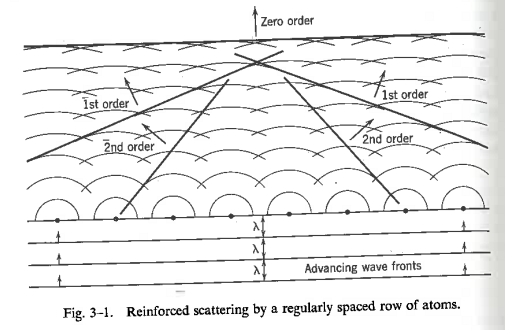 Zero order
1st order
1st order
2nd order
2nd order
λ
λ
λ
Advancing wave fronts
Fig. 3-1. Reinforced scattering by a regularly spaced row of atoms.